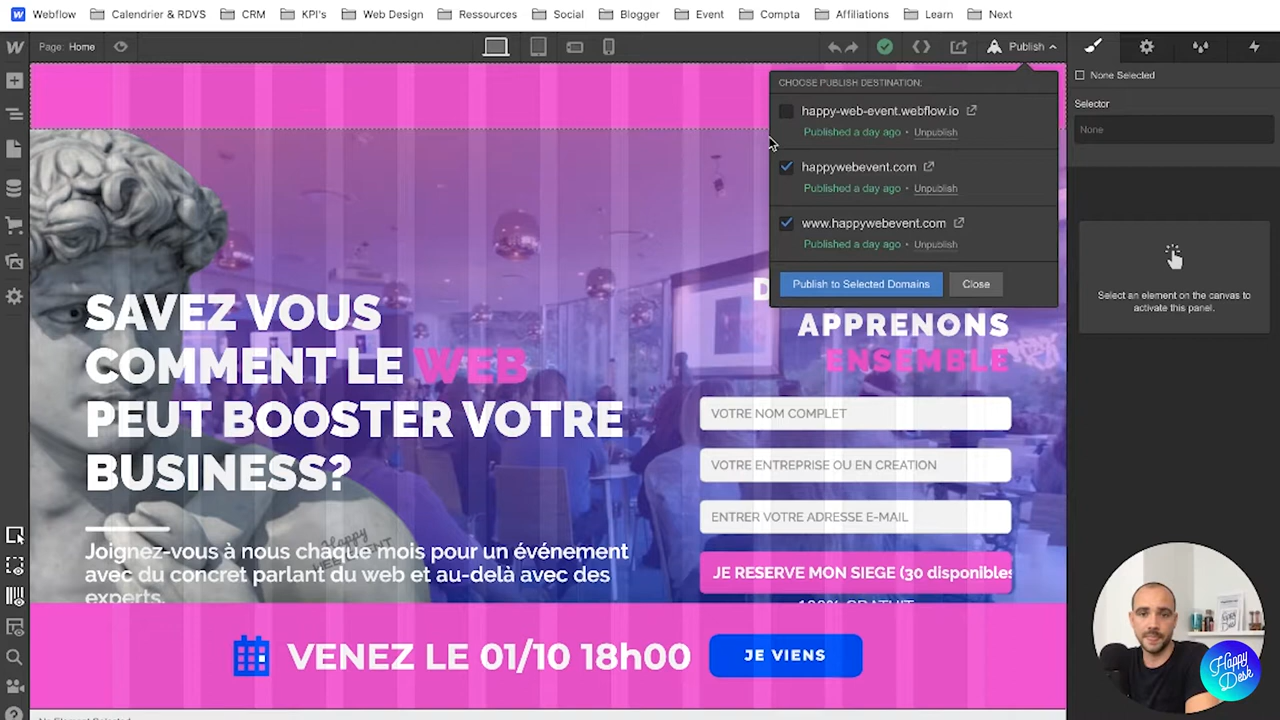 Webflow
Calendrier & RDVS
CRM
KPI's
Web Design
Ressources
Social
Blogger
Event
Compta
Affiliations
Learn
Next
Page: Home
Publish
CHOOSE PUBLISH DESTINATION:
happy-web-event.webflow.io
Published a day ago • Unpublish
happywebevent.com
Published a day ago • Unpublish
www.happywebevent.com
Published a day ago • Unpublish
Publish to Selected Domains
Close
None Selected
Selector
None
Select an element on the canvas to
activate this panel.
SAVEZ VOUS
COMMENT LE WEB
PEUT BOOSTER VOTRE
BUSINESS?
Joignez-vous à nous chaque mois pour un événement
avec du concret parlant du web et au-delà avec des
experts.
APPRENONS
ENSEMBLE
VOTRE NOM COMPLET
VOTRE ENTREPRISE OU EN CREATION
ENTRER VOTRE ADRESSE E-MAIL
JE RESERVE MON SIEGE (30 disponibles
100% GRATUIT
VENEZ LE 01/10 18h00
JE VIENS
No Element Selected
Happy
Desk